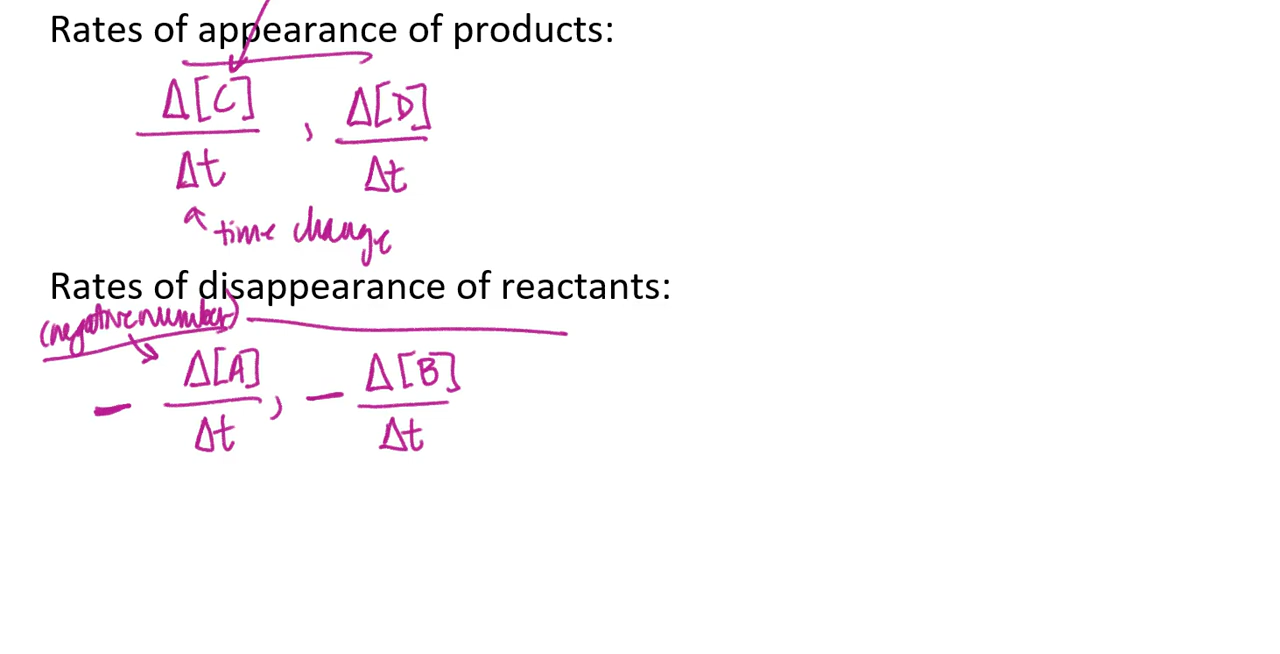 Rates of appearance of products:
Δ[C]/Δt , Δ[D]/Δt
time change
Rates of disappearance of reactants:
(negative number)
- Δ[A]/Δt , - Δ[B]/Δt